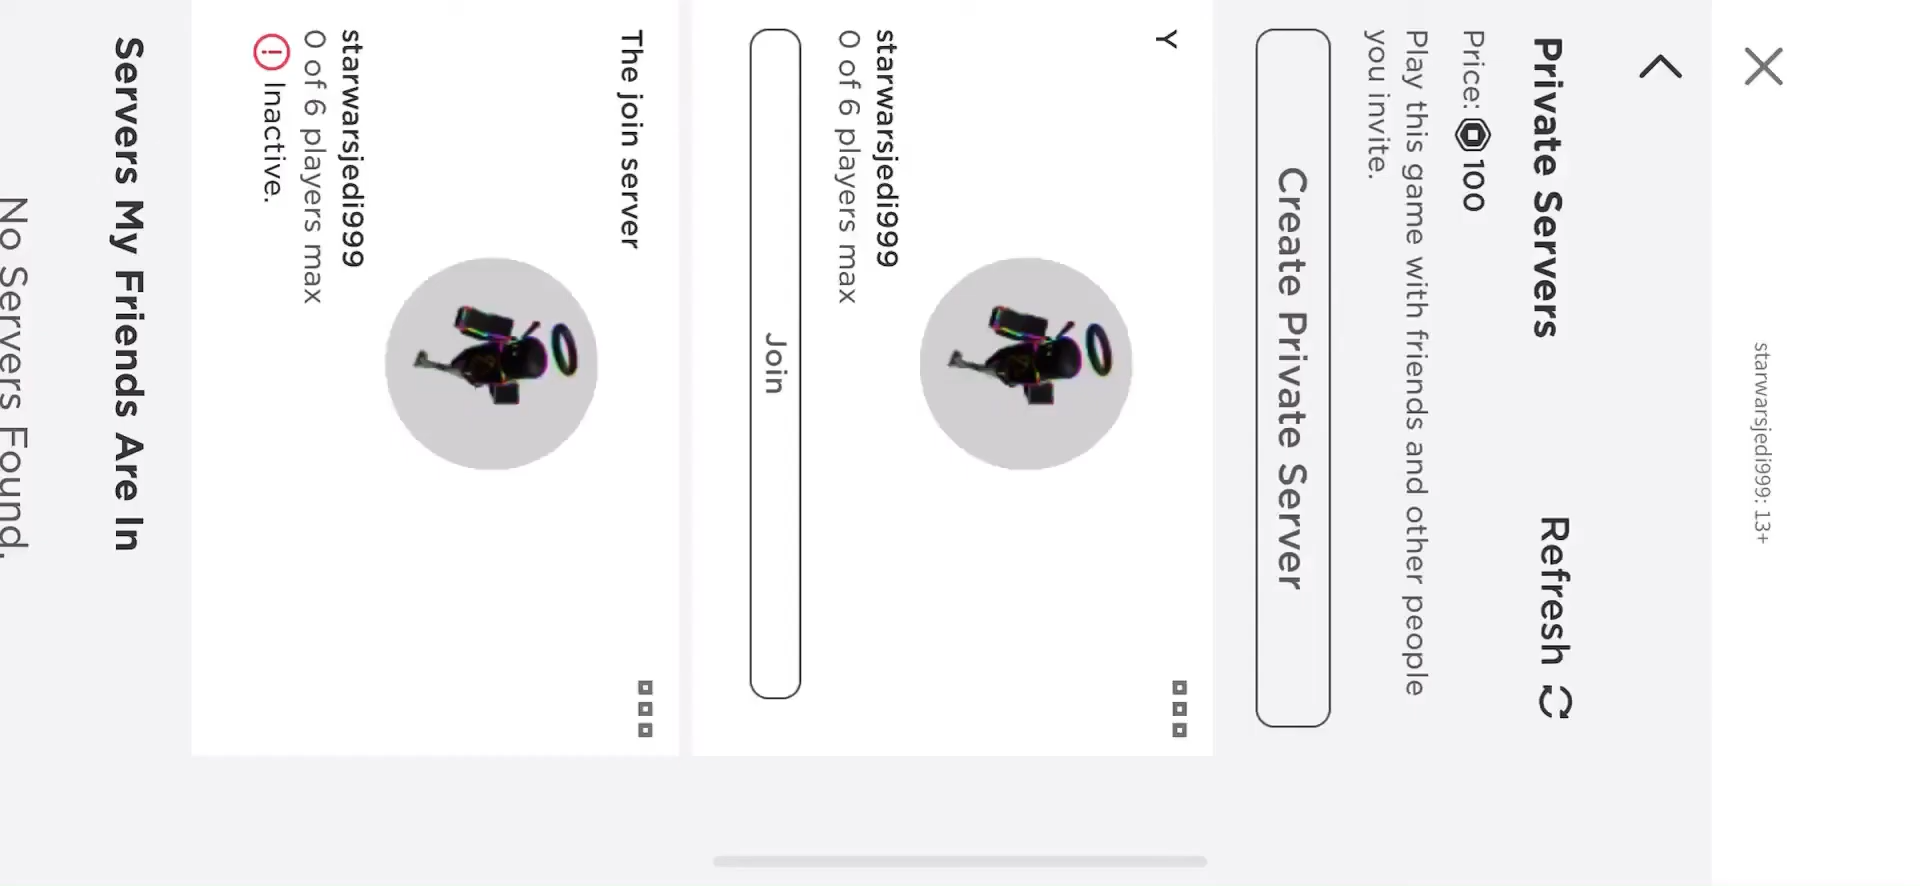 starwarsjedi999: 13+
Private Servers
Refresh
Price: 100
Play this game with friends and other people
you invite.
Create Private Server
Y
starwarsjedi999
0 of 6 players max
Join
The join server
starwarsjedi999
0 of 6 players max
Inactive.
Servers My Friends Are In
No Servers Found.